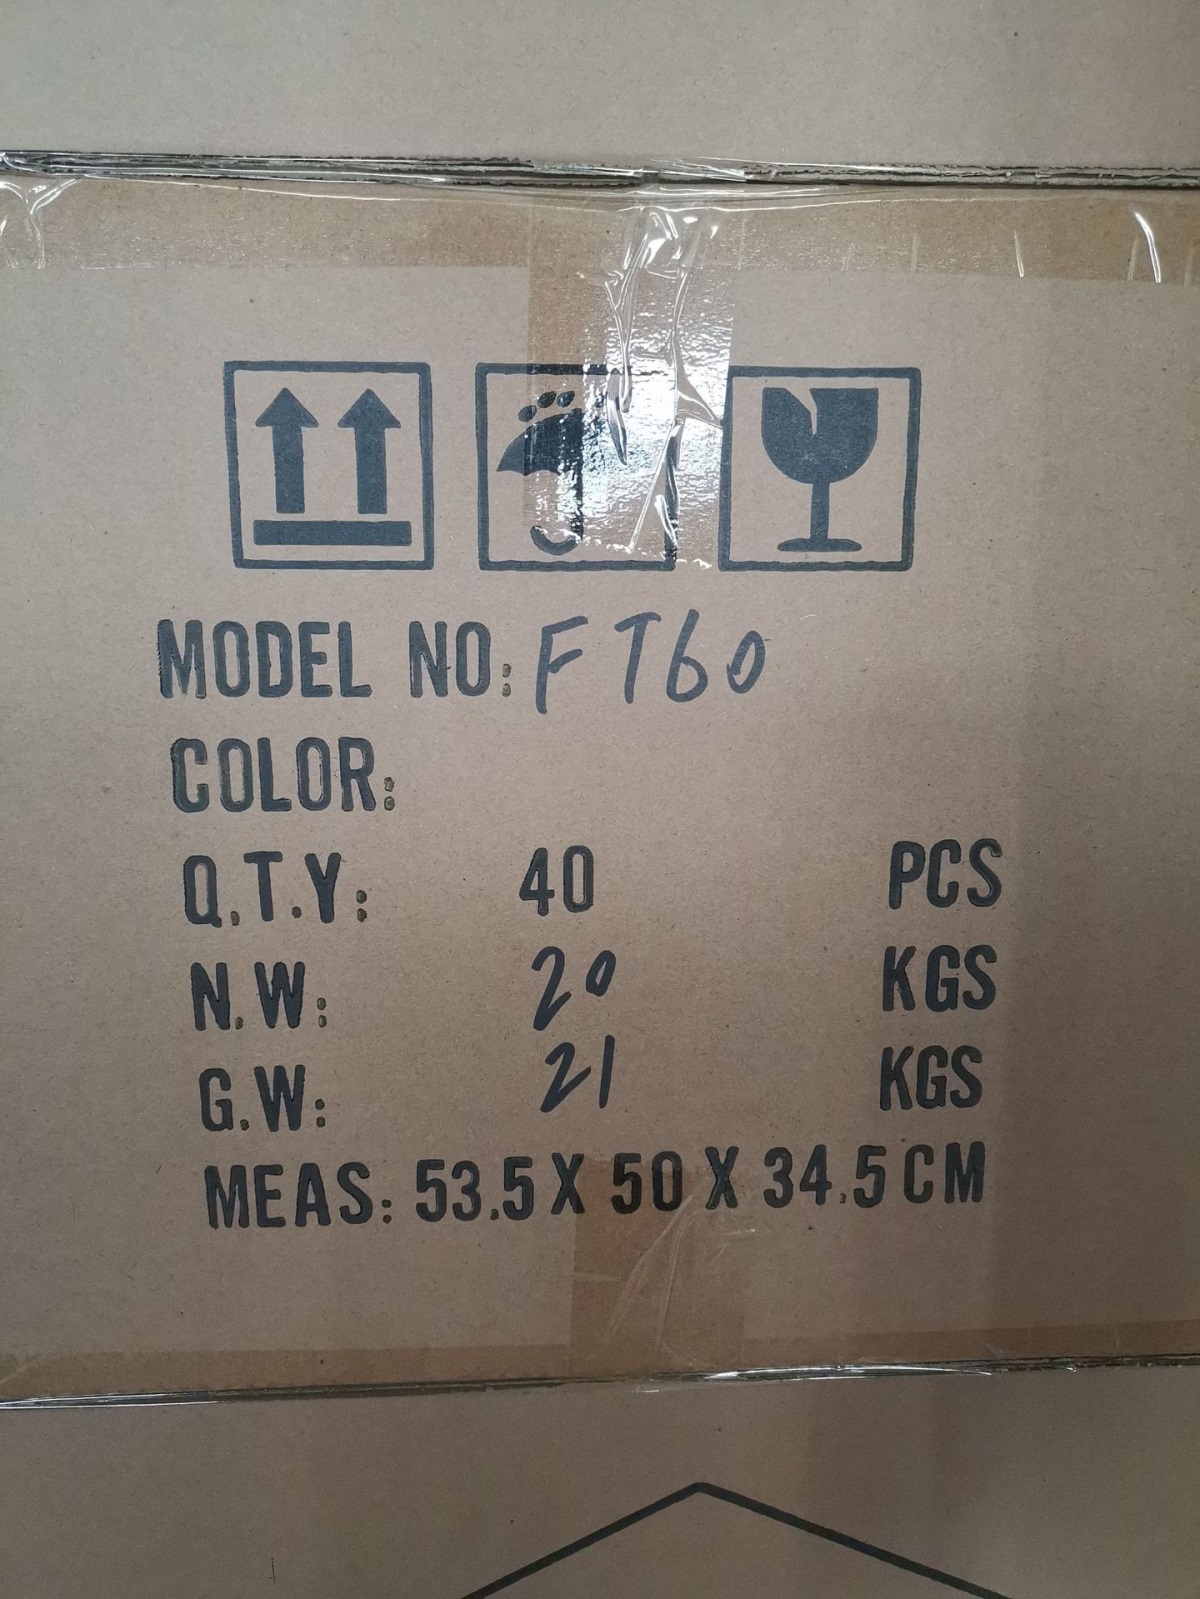 MODEL NO: FT60
COLOR:
Q.T.Y: 40 PCS
N.W: 20 KGS
G.W: 21 KGS
MEAS: 53.5 X 50 X 34.5 CM